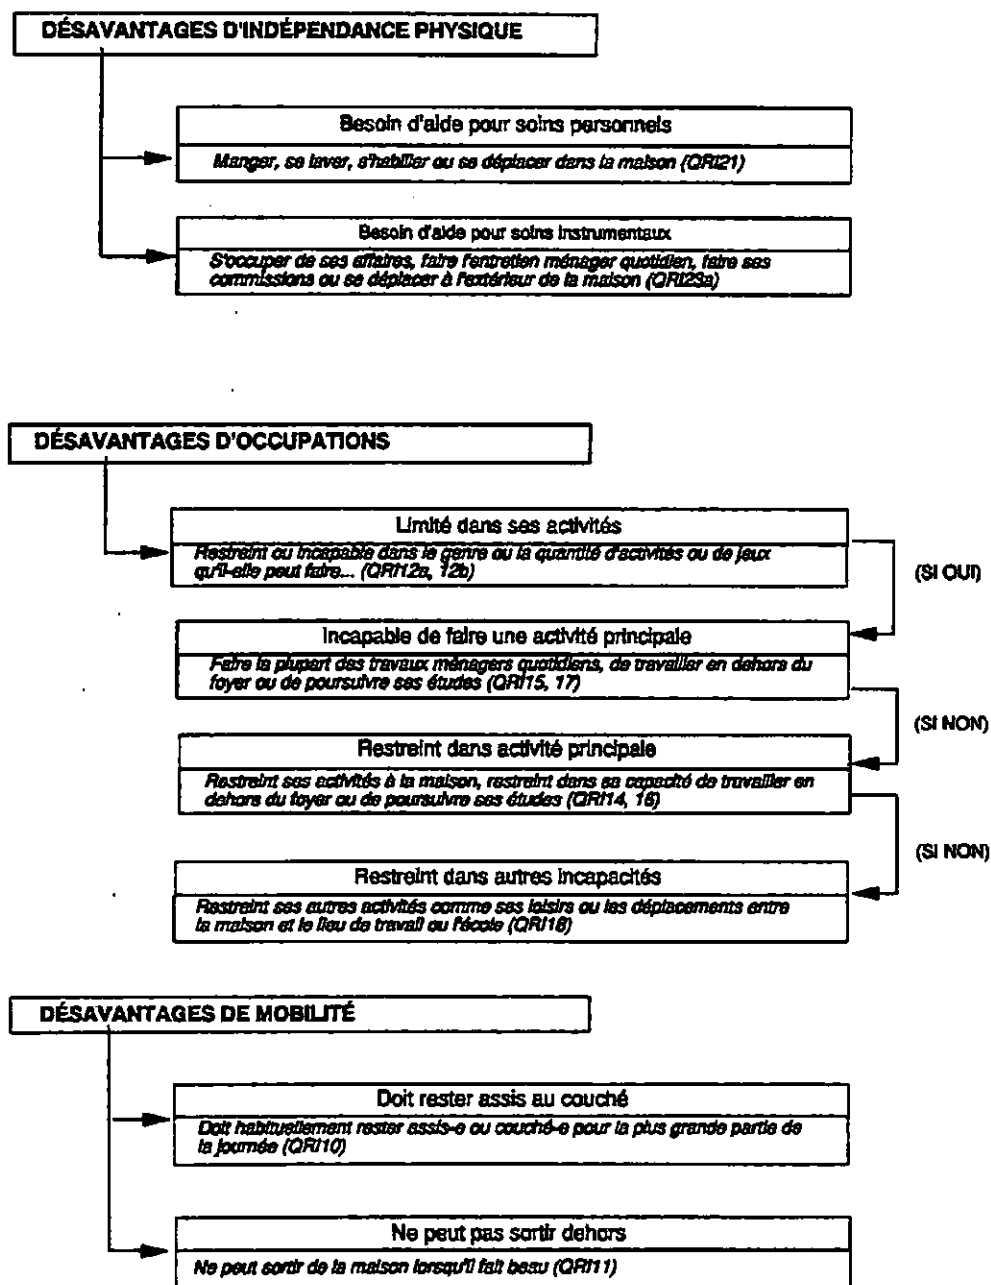 DÉSAVANTAGES D'INDÉPENDANCE PHYSIQUE
Besoin d'aide pour soins personnels
Manger, se laver, s'habiller ou se déplacer dans la maison (QRI21)
Besoin d'aide pour soins instrumentaux
S'occuper de ses affaires, faire l'entretien ménager quotidien, faire ses
commissions ou se déplacer à l'extérieur de la maison (QRI23a)
DÉSAVANTAGES D'OCCUPATIONS
Limité dans ses activités
Restreint ou incapable dans le genre ou la quantité d'activités ou de jeux
qu'il-elle peut faire... (QRI12a, 12b)
(SI OUI)
Incapable de faire une activité principale
Faire la plupart des travaux ménagers quotidiens, de travailler en dehors du
foyer ou de poursuivre ses études (QRI15, 17)
(SI NON)
Restreint dans activité principale
Restreint ses activités à la maison, restreint dans sa capacité de travailler en
dehors du foyer ou de poursuivre ses études (QRI14, 16)
(SI NON)
Restreint dans autres incapacités
Restreint ses autres activités comme ses loisirs ou les déplacements entre
la maison et le lieu de travail ou l'école (QRI18)
DÉSAVANTAGES DE MOBILITÉ
Doit rester assis au couché
Doit habituellement rester assis-e ou couché-e pour la plus grande partie de
la journée (QRI10)
Ne peut pas sortir dehors
Ne peut sortir de la maison lorsqu'il fait beau (QRI11)